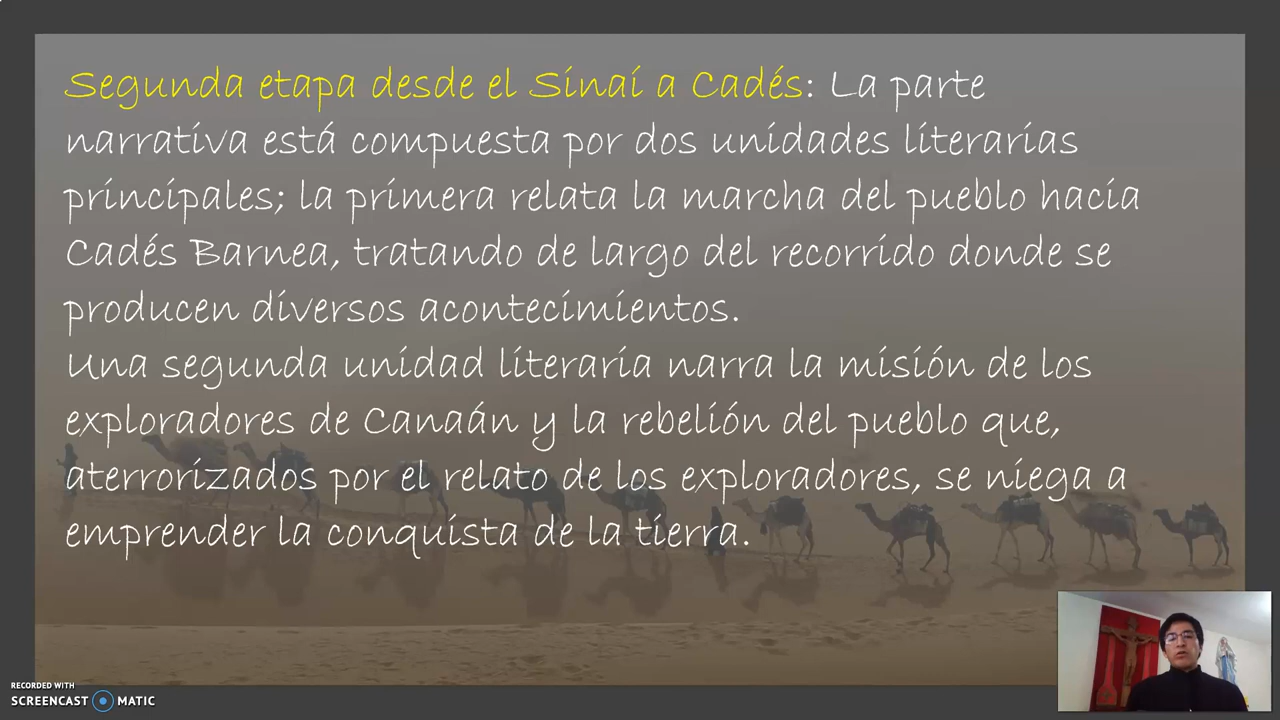 Segunda etapa desde el Sinaí a Cadés: La parte
narrativa está compuesta por dos unidades literarias
principales; la primera relata la marcha del pueblo hacia
Cadés Barnea, tratando de largo del recorrido donde se
producen diversos acontecimientos.
Una segunda unidad literaria narra la misión de los
exploradores de Canaán y la rebelión del pueblo que,
aterrorizados por el relato de los exploradores, se niega a
emprender la conquista de la tierra.
RECORDED WITH
SCREENCAST MATIC